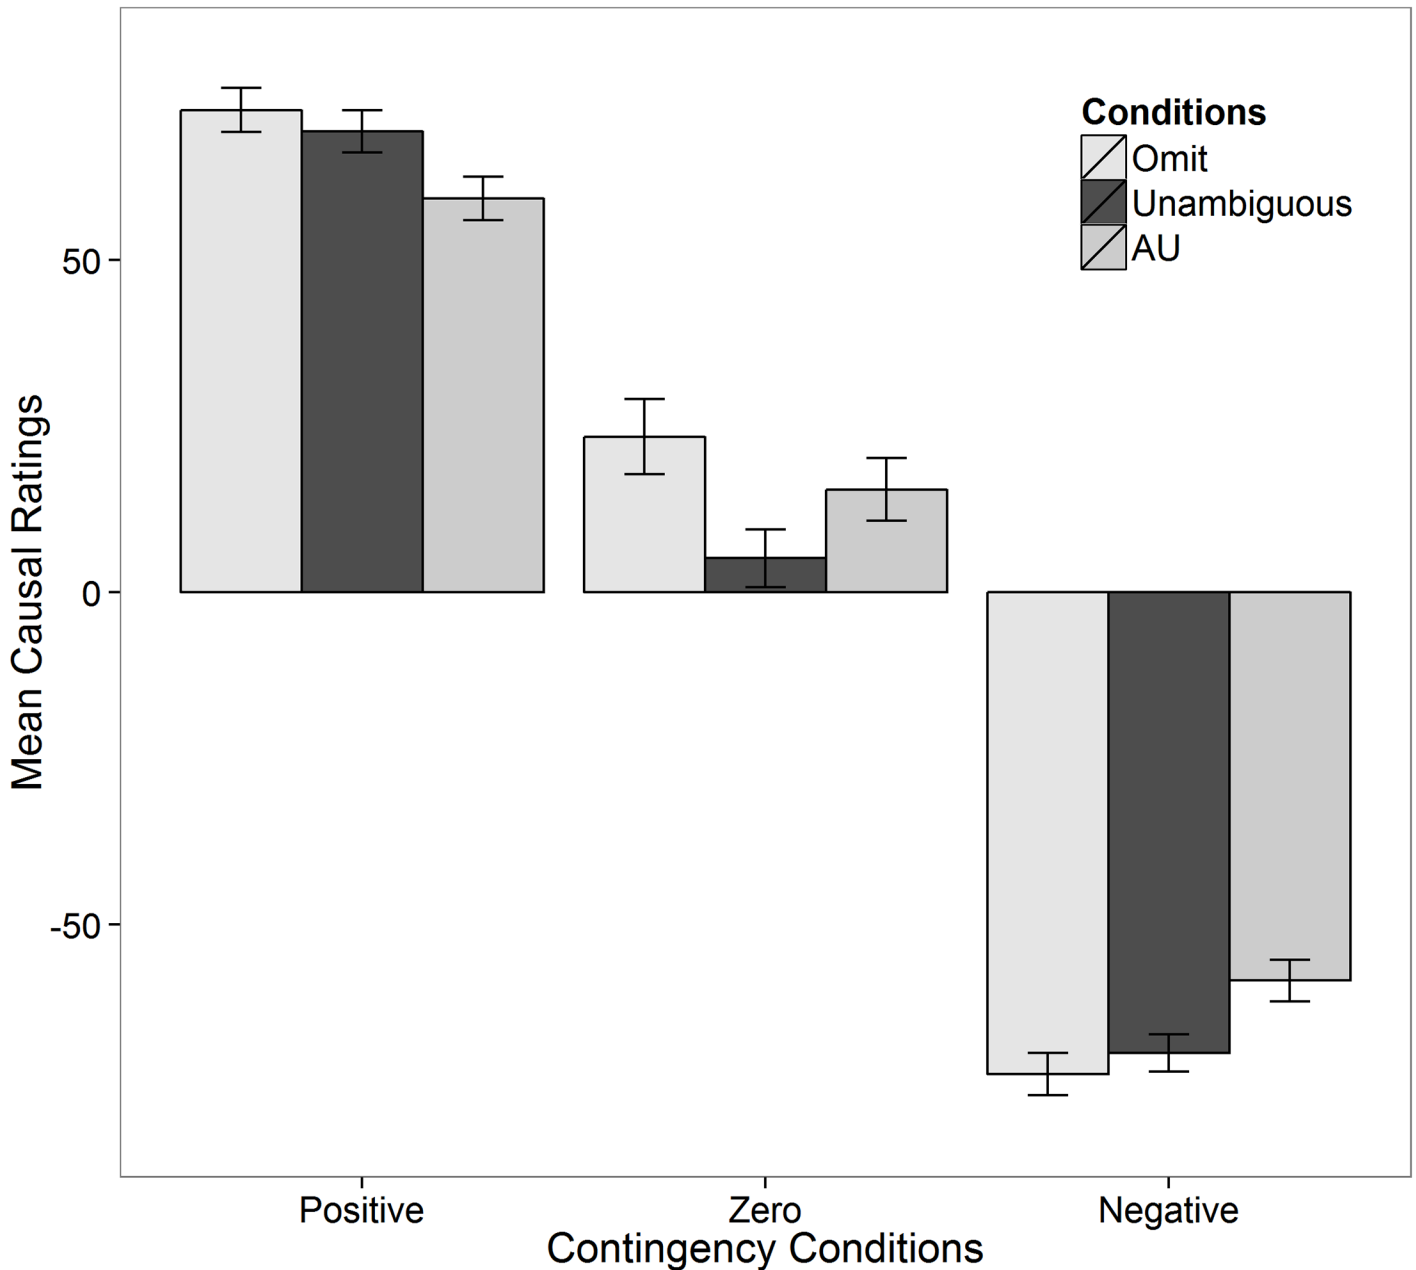 Conditions
Omit
Unambiguous
AU
50
0
-50
Mean Causal Ratings
Positive
Zero
Negative
Contingency Conditions